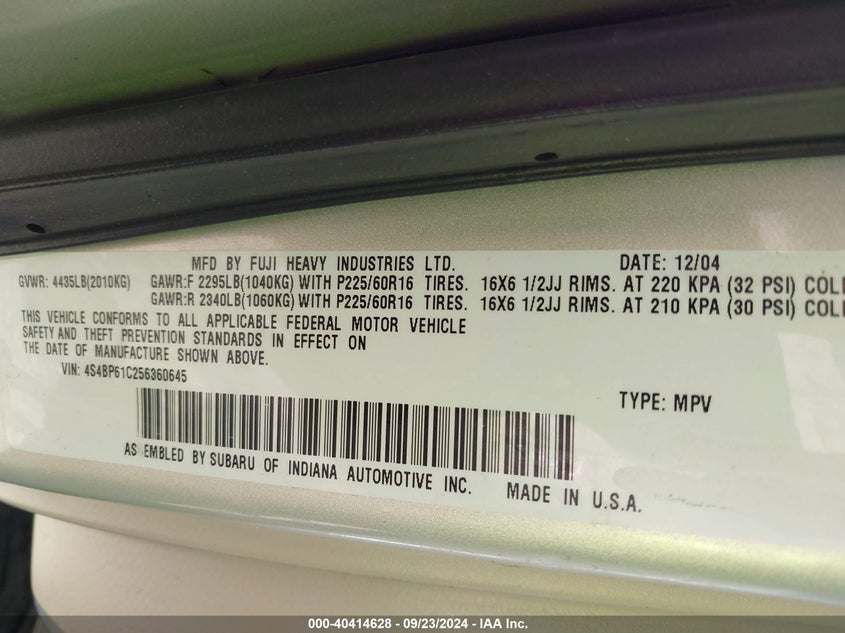 MFD BY FUJI HEAVY INDUSTRIES LTD. DATE: 12/04
GVWR: 4435LB(2010KG) GAWR:F 2295LB(1040KG) WITH P225/60R16 TIRES. 16X6 1/2JJ RIMS. AT 220 KPA (32 PSI) COL
GAWR:R 2340LB(1060KG) WITH P225/60R16 TIRES. 16X6 1/2JJ RIMS. AT 210 KPA (30 PSI) COL
THIS VEHICLE CONFORMS TO ALL APPLICABLE FEDERAL MOTOR VEHICLE
SAFETY AND THEFT PREVENTION STANDARDS IN EFFECT ON
THE DATE OF MANUFACTURE SHOWN ABOVE.
VIN: 4S4BP61C256360645
TYPE: MPV
AS EMBLED BY SUBARU OF INDIANA AUTOMOTIVE INC. MADE IN U.S.A.
000-40414628 - 09/23/2024 - IAA Inc.